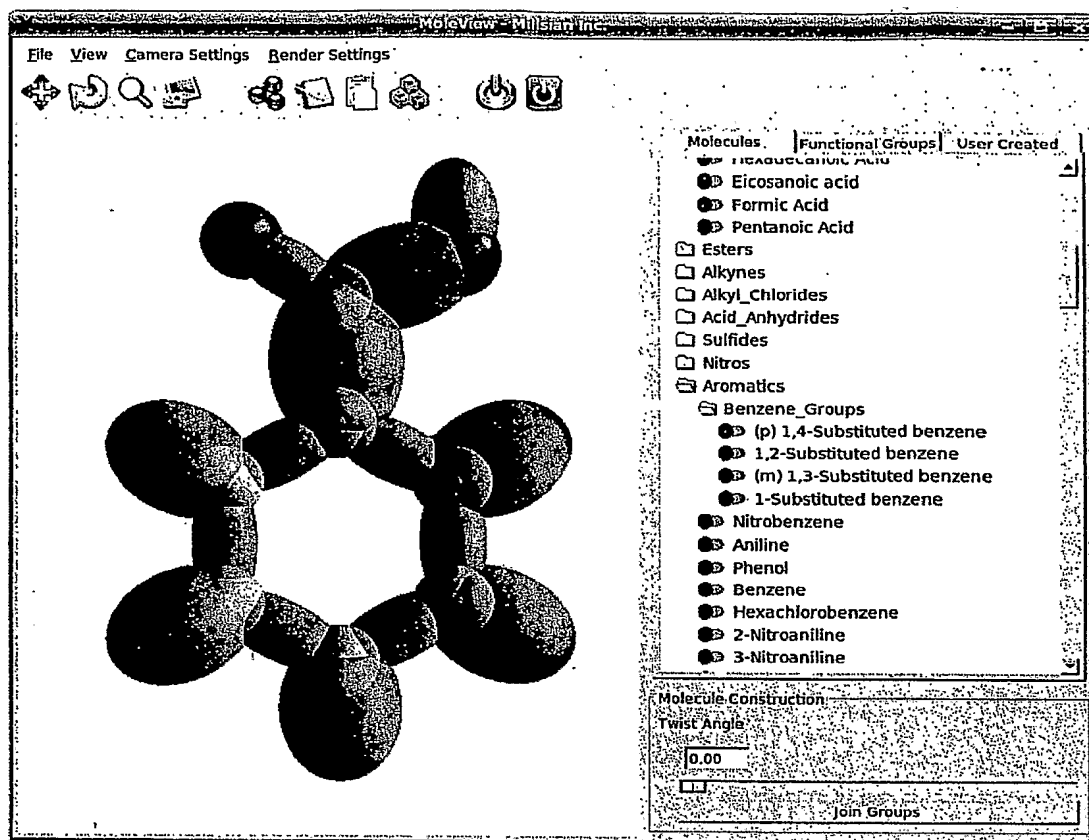 MoleView - Millsian Inc.
File View Camera Settings Render Settings
Molecules Functional Groups User Created
Hexadecanoic Acid
Eicosanoic acid
Formic Acid
Pentanoic Acid
Esters
Alkynes
Alkyl_Chlorides
Acid_Anhydrides
Sulfides
Nitros
Aromatics
Benzene_Groups
(p) 1,4-Substituted benzene
1,2-Substituted benzene
(m) 1,3-Substituted benzene
1-Substituted benzene
Nitrobenzene
Aniline
Phenol
Benzene
Hexachlorobenzene
2-Nitroaniline
3-Nitroaniline
Molecule Construction
Twist Angle
0.00
Join Groups